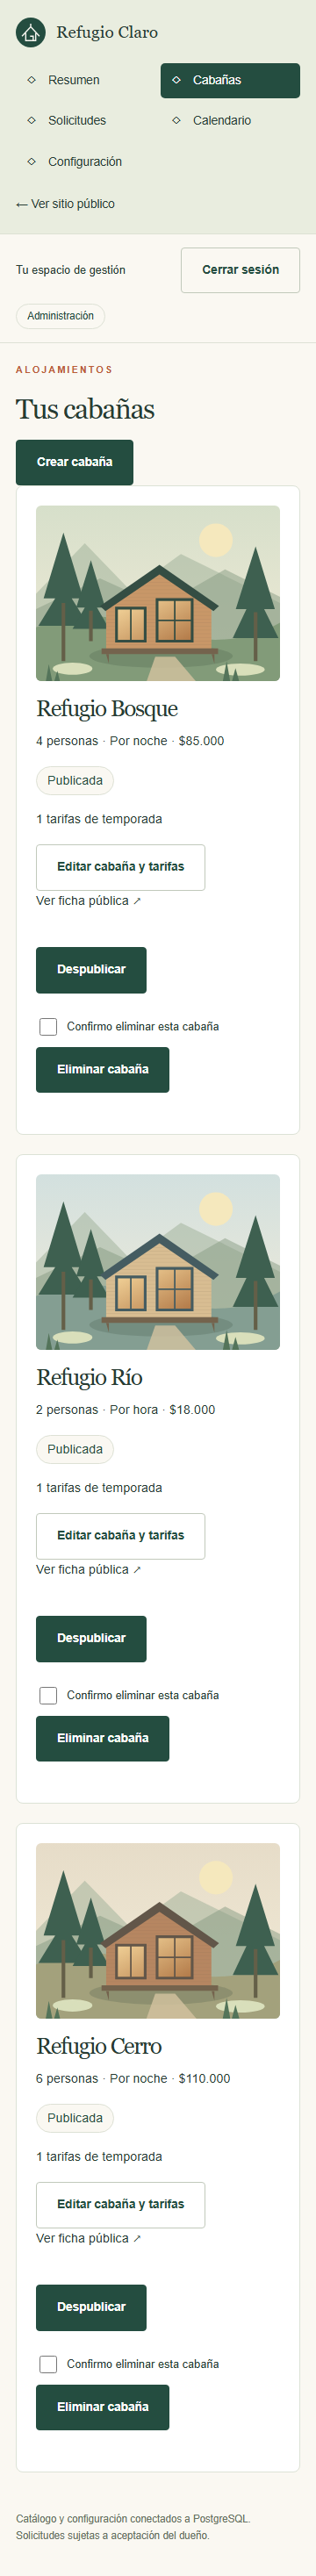 Refugio Claro
Resumen
Cabañas
Solicitudes
Calendario
Configuración
← Ver sitio público
Tu espacio de gestión
Cerrar sesión
Administración
ALOJAMIENTOS
Tus cabañas
Crear cabaña
Refugio Bosque
4 personas · Por noche · $85.000
Publicada
1 tarifas de temporada
Editar cabaña y tarifas
Ver ficha pública ↗
Despublicar
Confirmo eliminar esta cabaña
Eliminar cabaña
Refugio Río
2 personas · Por hora · $18.000
Publicada
1 tarifas de temporada
Editar cabaña y tarifas
Ver ficha pública ↗
Despublicar
Confirmo eliminar esta cabaña
Eliminar cabaña
Refugio Cerro
6 personas · Por noche · $110.000
Publicada
1 tarifas de temporada
Editar cabaña y tarifas
Ver ficha pública ↗
Despublicar
Confirmo eliminar esta cabaña
Eliminar cabaña
Catálogo y configuración conectados a PostgreSQL.
Solicitudes sujetas a aceptación del dueño.